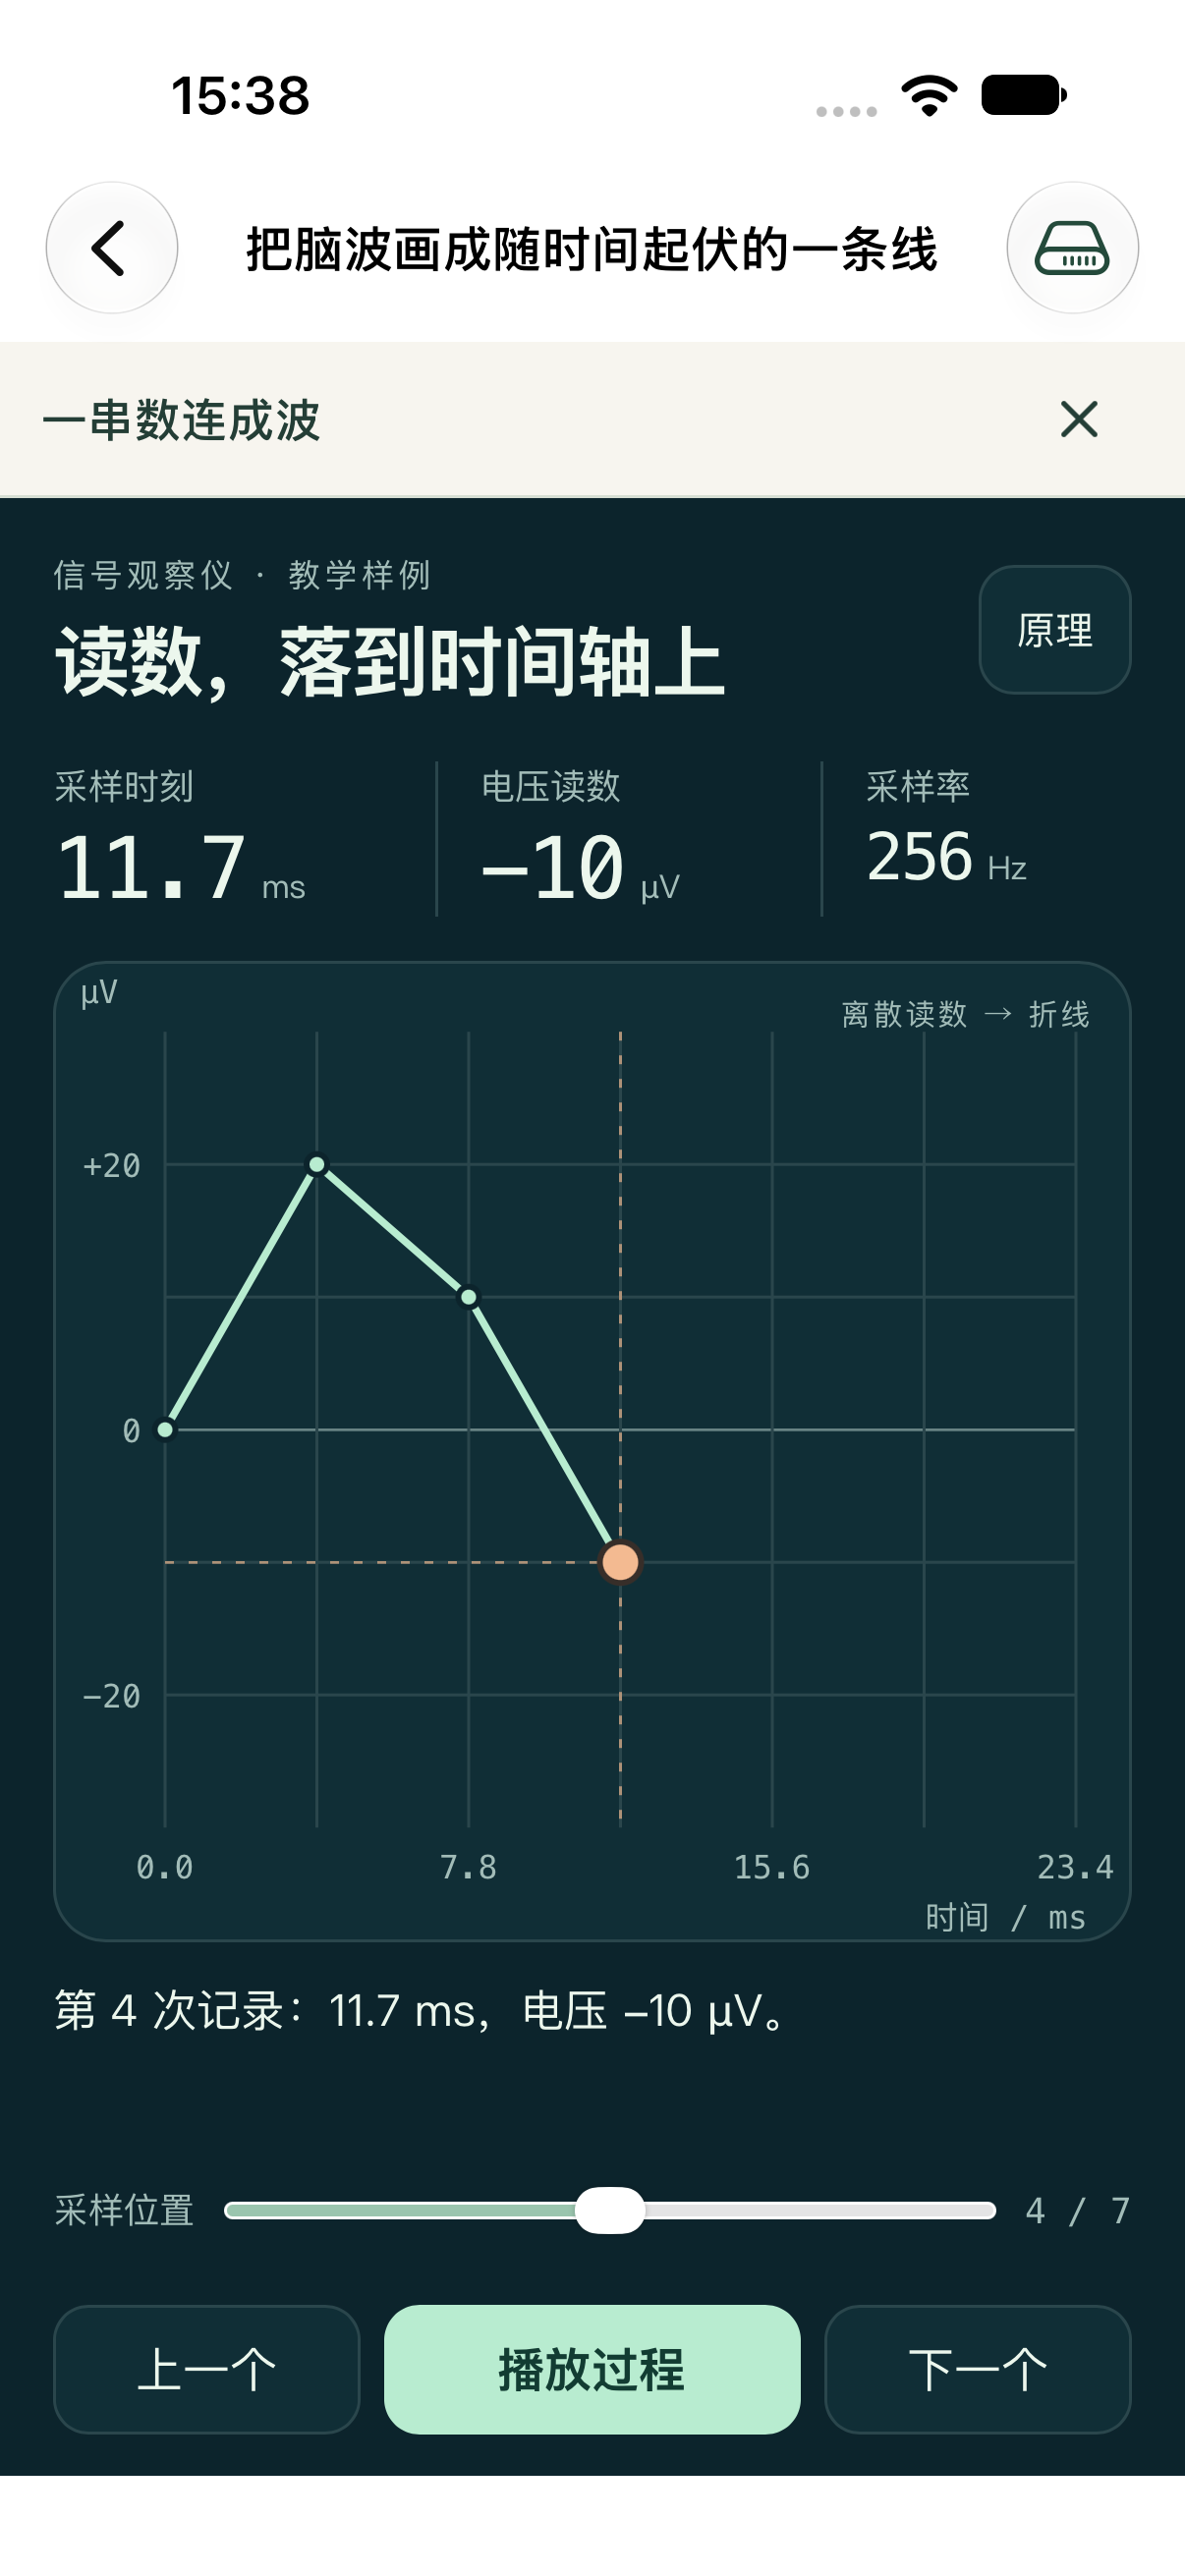 15:38
把脑波画成随时间起伏的一条线
一串数连成波
信号观察仪 · 教学样例
读数，落到时间轴上
原理
采样时刻
11.7 ms
电压读数
−10 µV
采样率
256 Hz
µV
离散读数 → 折线
+20
0
−20
0.0 7.8 15.6 23.4
时间 / ms
第 4 次记录：11.7 ms，电压 −10 µV。
采样位置
4 / 7
上一个
播放过程
下一个